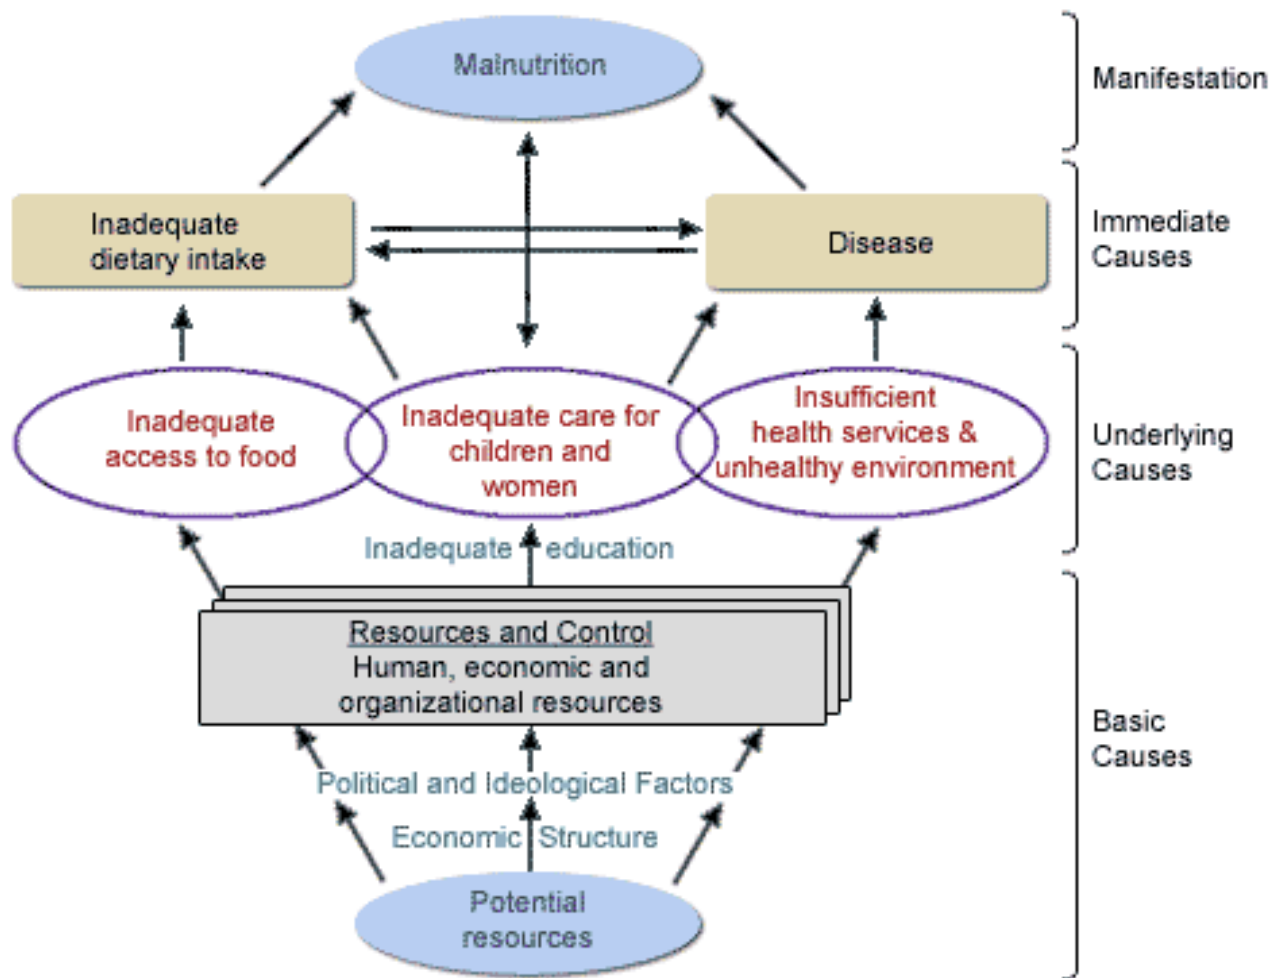 Malnutrition
Manifestation
Inadequate
dietary intake
Disease
Immediate
Causes
Inadequate
access to food
Inadequate care for
children and
women
Insufficient
health services &
unhealthy environment
Underlying
Causes
Inadequate education
Resources and Control
Human, economic and
organizational resources
Political and Ideological Factors
Economic Structure
Basic
Causes
Potential
resources